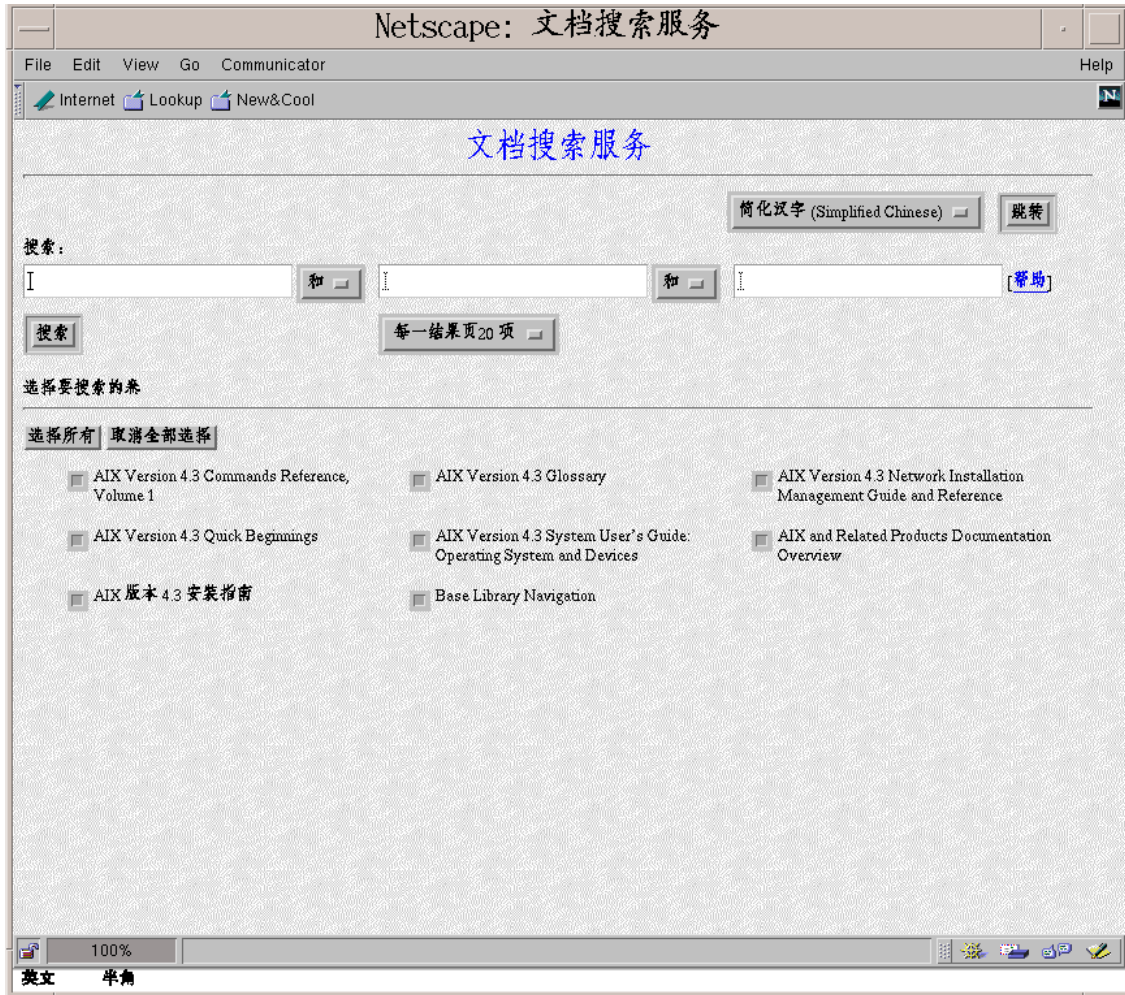 Netscape: 文档搜索服务
File Edit View Go Communicator Help
Internet Lookup New&Cool N
文档搜索服务
简化汉字 (Simplified Chinese) 跳转
搜索:
和 和 [帮助]
搜索 每一结果页20 项
选择要搜索的卷
选择所有 取消全部选择
AIX Version 4.3 Commands Reference, Volume 1
AIX Version 4.3 Glossary
AIX Version 4.3 Network Installation Management Guide and Reference
AIX Version 4.3 Quick Beginnings
AIX Version 4.3 System User's Guide: Operating System and Devices
AIX and Related Products Documentation Overview
AIX 版本 4.3 安装指南
Base Library Navigation
100%
英文 半角